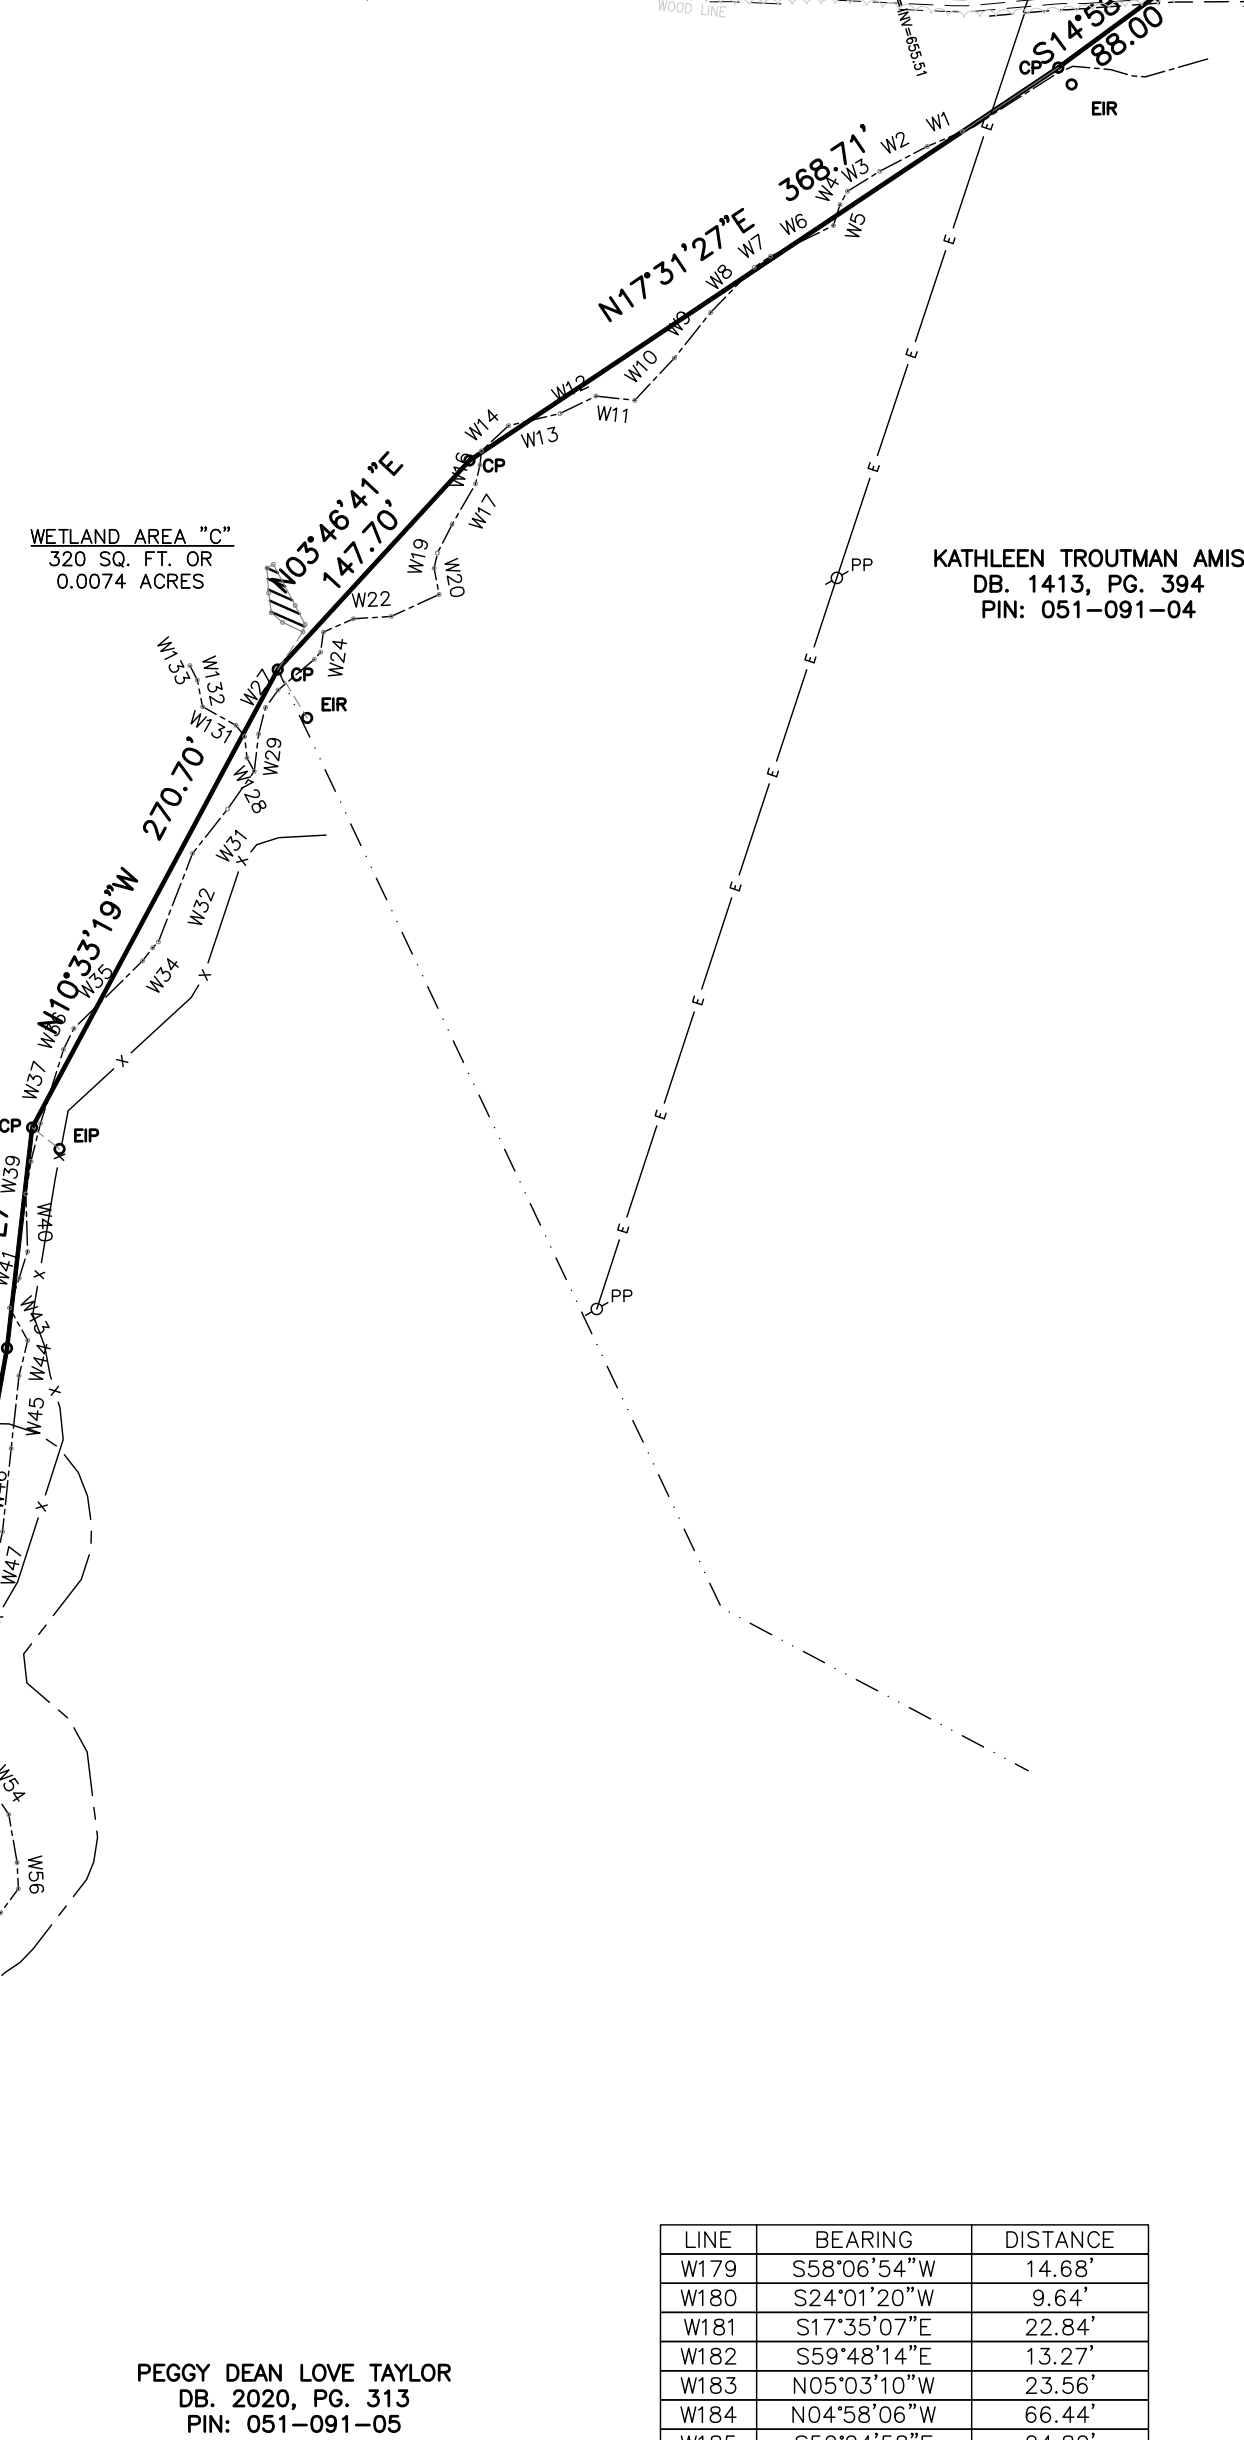 WOOD LINE
INV=655.51
S14°58
88.00
CP
EIR
W1
W2
W3
W4
W5
W6
W7
W8
W9
W10
W11
W12
W13
W14
W16
W17
W19
W20
W22
W24
W27
W29
N17°31'27"E 368.71'
CP
N03°46'41"E
147.70'
WETLAND AREA "C"
320 SQ. FT. OR
0.0074 ACRES
KATHLEEN TROUTMAN AMIS
DB. 1413, PG. 394
PIN: 051-091-04
PP
E
E
E
E
E
E
E
E
E
E
E
CP
EIR
W133
W132
W131
W128
W31
W32
W34
W35
W36
W37
N10°33'19"W 270.70'
X
X
X
CP
EIP
X
W39
W40
W41
W43
W44
W45
W47
X
X
X
PP
W54
W56
LINE BEARING DISTANCE
W179 S58°06'54"W 14.68'
W180 S24°01'20"W 9.64'
W181 S17°35'07"E 22.84'
W182 S59°48'14"E 13.27'
W183 N05°03'10"W 23.56'
W184 N04°58'06"W 66.44'
PEGGY DEAN LOVE TAYLOR
DB. 2020, PG. 313
PIN: 051-091-05